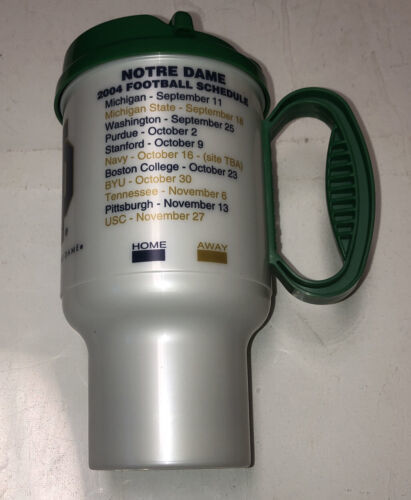 NOTRE DAME
2004 FOOTBALL SCHEDULE
Michigan - September 11
Michigan State - September 18
Washington - September 25
Purdue - October 2
Stanford - October 9
Navy - October 16 - (site TBA)
Boston College - October 23
BYU - October 30
Tennessee - November 6
Pittsburgh - November 13
USC - November 27
HOME AWAY
DAME®